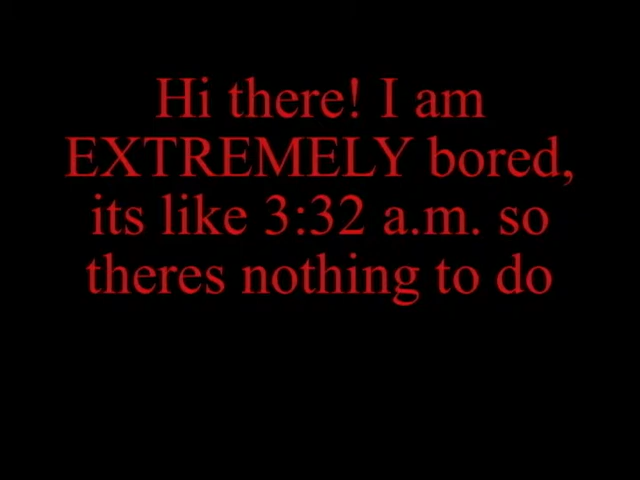 Hi there! I am
EXTREMELY bored,
its like 3:32 a.m. so
theres nothing to do